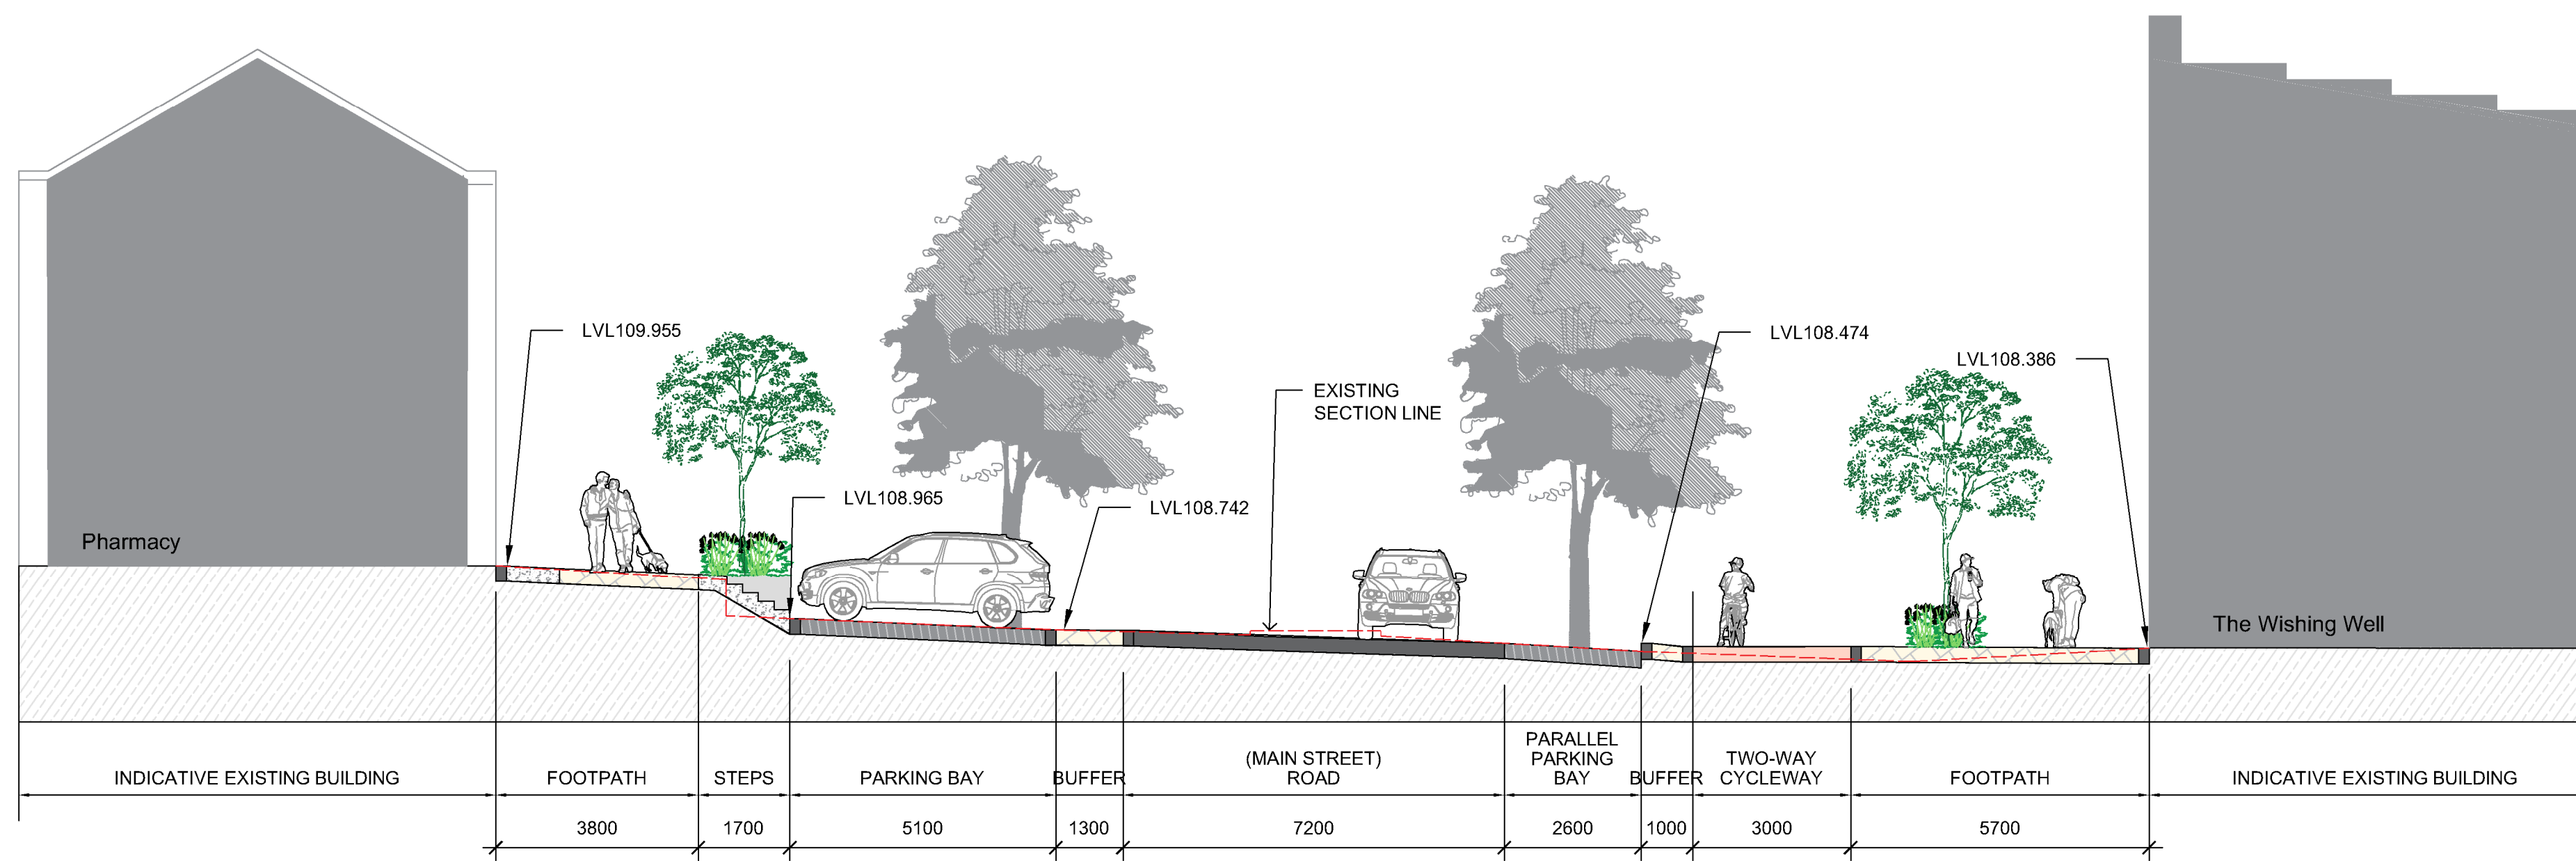 LVL109.955
LVL108.474
LVL108.386
EXISTING
SECTION LINE
LVL108.965
LVL108.742
Pharmacy
The Wishing Well
INDICATIVE EXISTING BUILDING
FOOTPATH
STEPS
PARKING BAY
BUFFER
(MAIN STREET)
ROAD
PARALLEL
PARKING
BAY
BUFFER
TWO-WAY
CYCLEWAY
FOOTPATH
INDICATIVE EXISTING BUILDING
3800
1700
5100
1300
7200
2600
1000
3000
5700